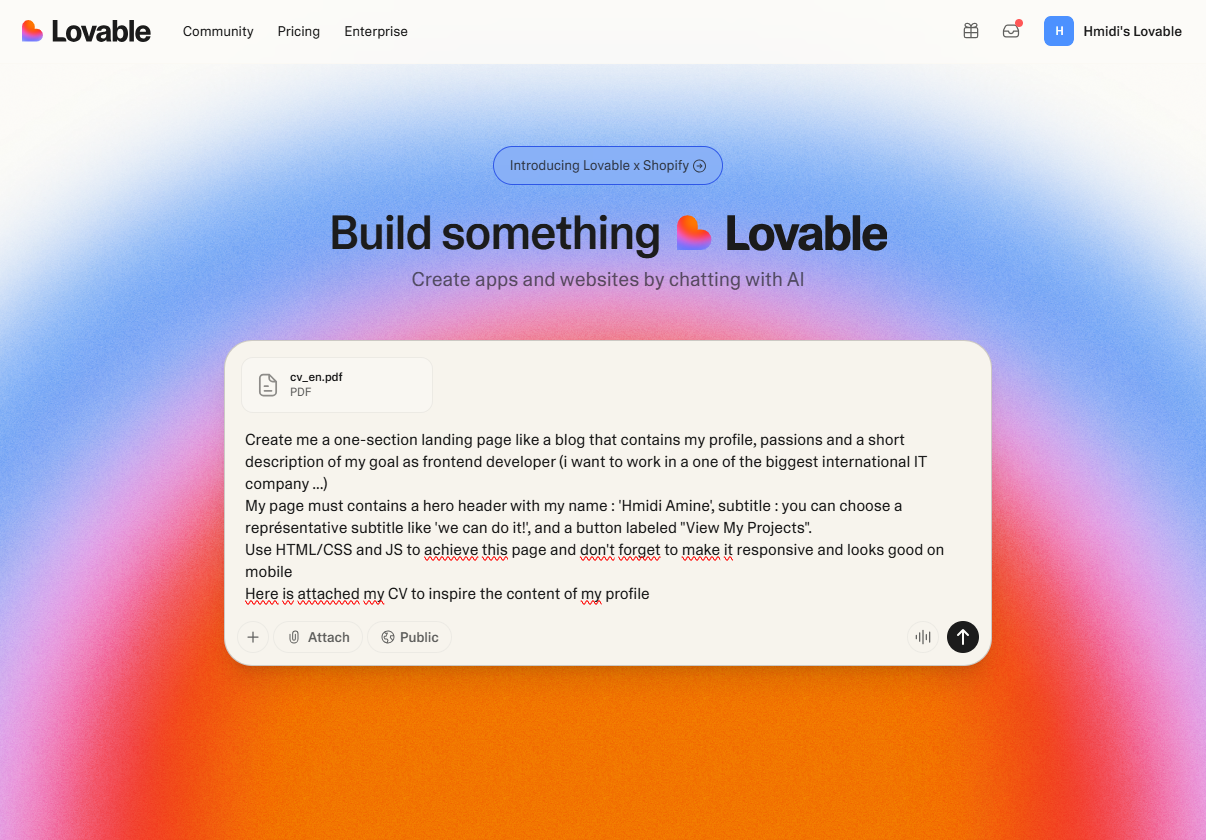 Lovable
Community
Pricing
Enterprise
H
Hmidi's Lovable
Introducing Lovable x Shopify
Build something Lovable
Create apps and websites by chatting with AI
cv_en.pdf
PDF
Create me a one-section landing page like a blog that contains my profile, passions and a short
description of my goal as frontend developer (i want to work in a one of the biggest international IT
company ...)
My page must contains a hero header with my name : 'Hmidi Amine', subtitle : you can choose a
représentative subtitle like 'we can do it!', and a button labeled "View My Projects".
Use HTML/CSS and JS to achieve this page and don't forget to make it responsive and looks good on
mobile
Here is attached my CV to inspire the content of my profile
Attach
Public